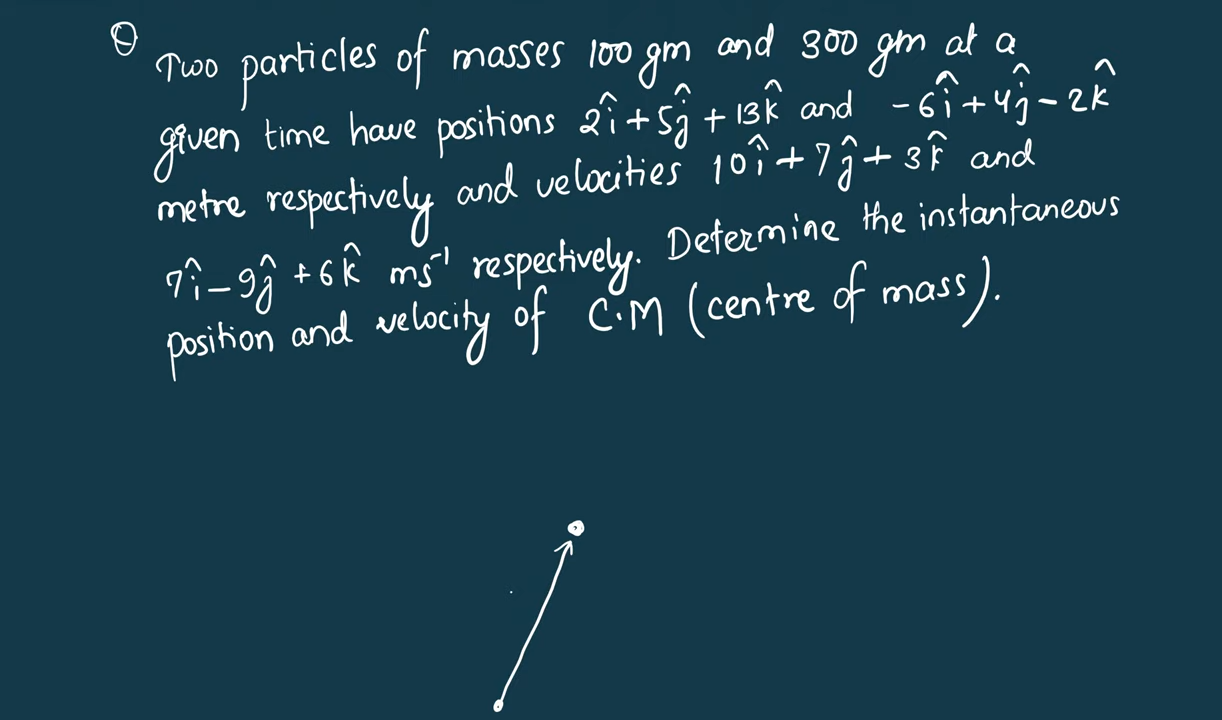 Q Two particles of masses 100 gm and 300 gm at a
given time have positions 2î + 5ĵ + 13k̂ and -6î + 4ĵ - 2k̂
metre respectively and velocities 10î + 7ĵ + 3k̂ and
7î - 9ĵ + 6k̂ ms⁻¹ respectively. Determine the instantaneous
position and velocity of C.M (centre of mass).